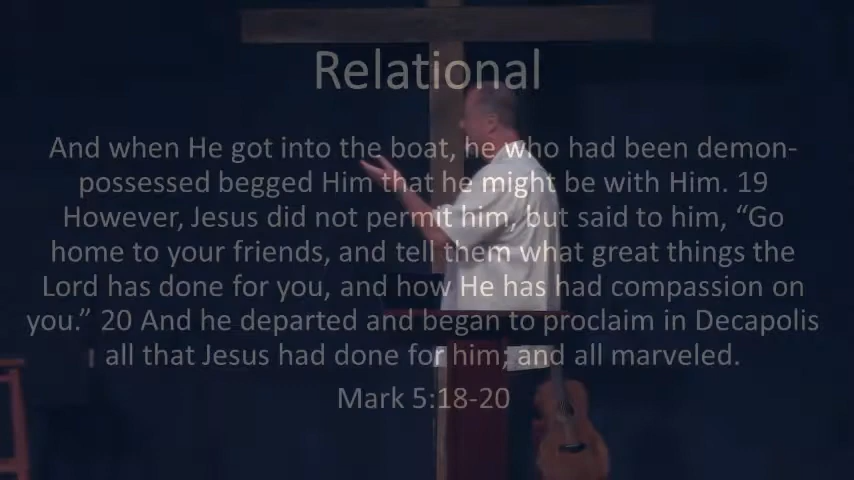 Relational
And when He got into the boat, he who had been demon-
possessed begged Him that he might be with Him. 19
However, Jesus did not permit him, but said to him, “Go
home to your friends, and tell them what great things the
Lord has done for you, and how He has had compassion on
you.” 20 And he departed and began to proclaim in Decapolis
all that Jesus had done for him; and all marveled.
Mark 5:18-20